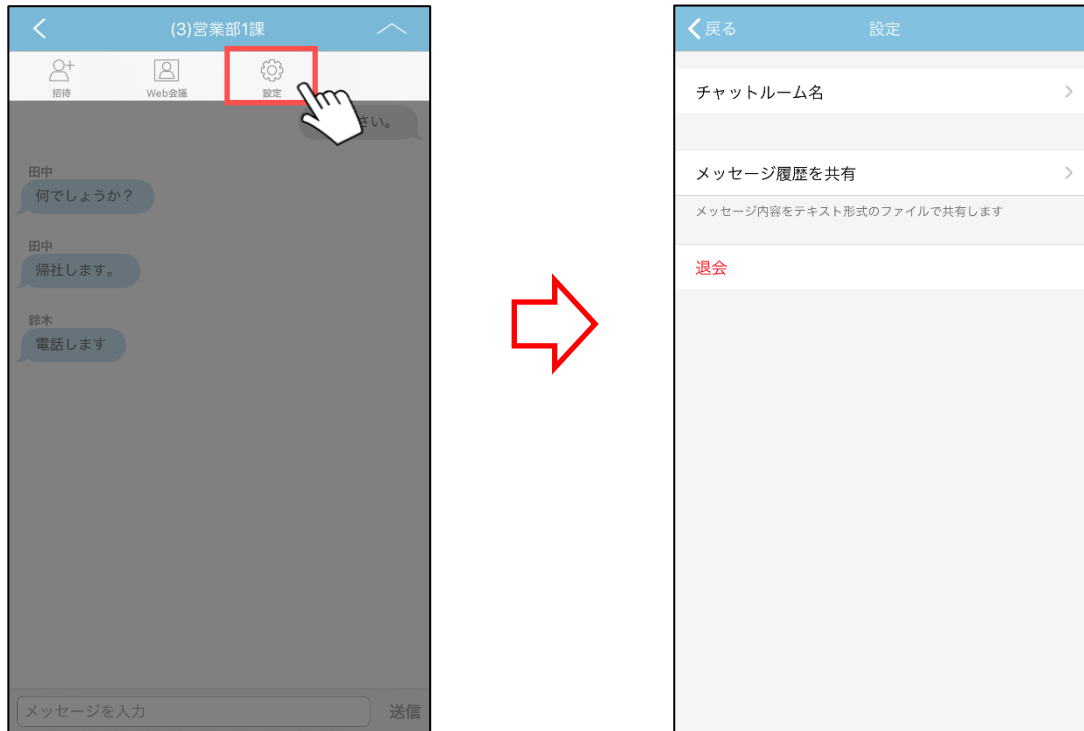 (3)営業部1課
招待
Web会議
設定
さい。
田中
何でしょうか？
田中
帰社します。
鈴木
電話します
メッセージを入力
送信
戻る
設定
チャットルーム名
メッセージ履歴を共有
メッセージ内容をテキスト形式のファイルで共有します
退会